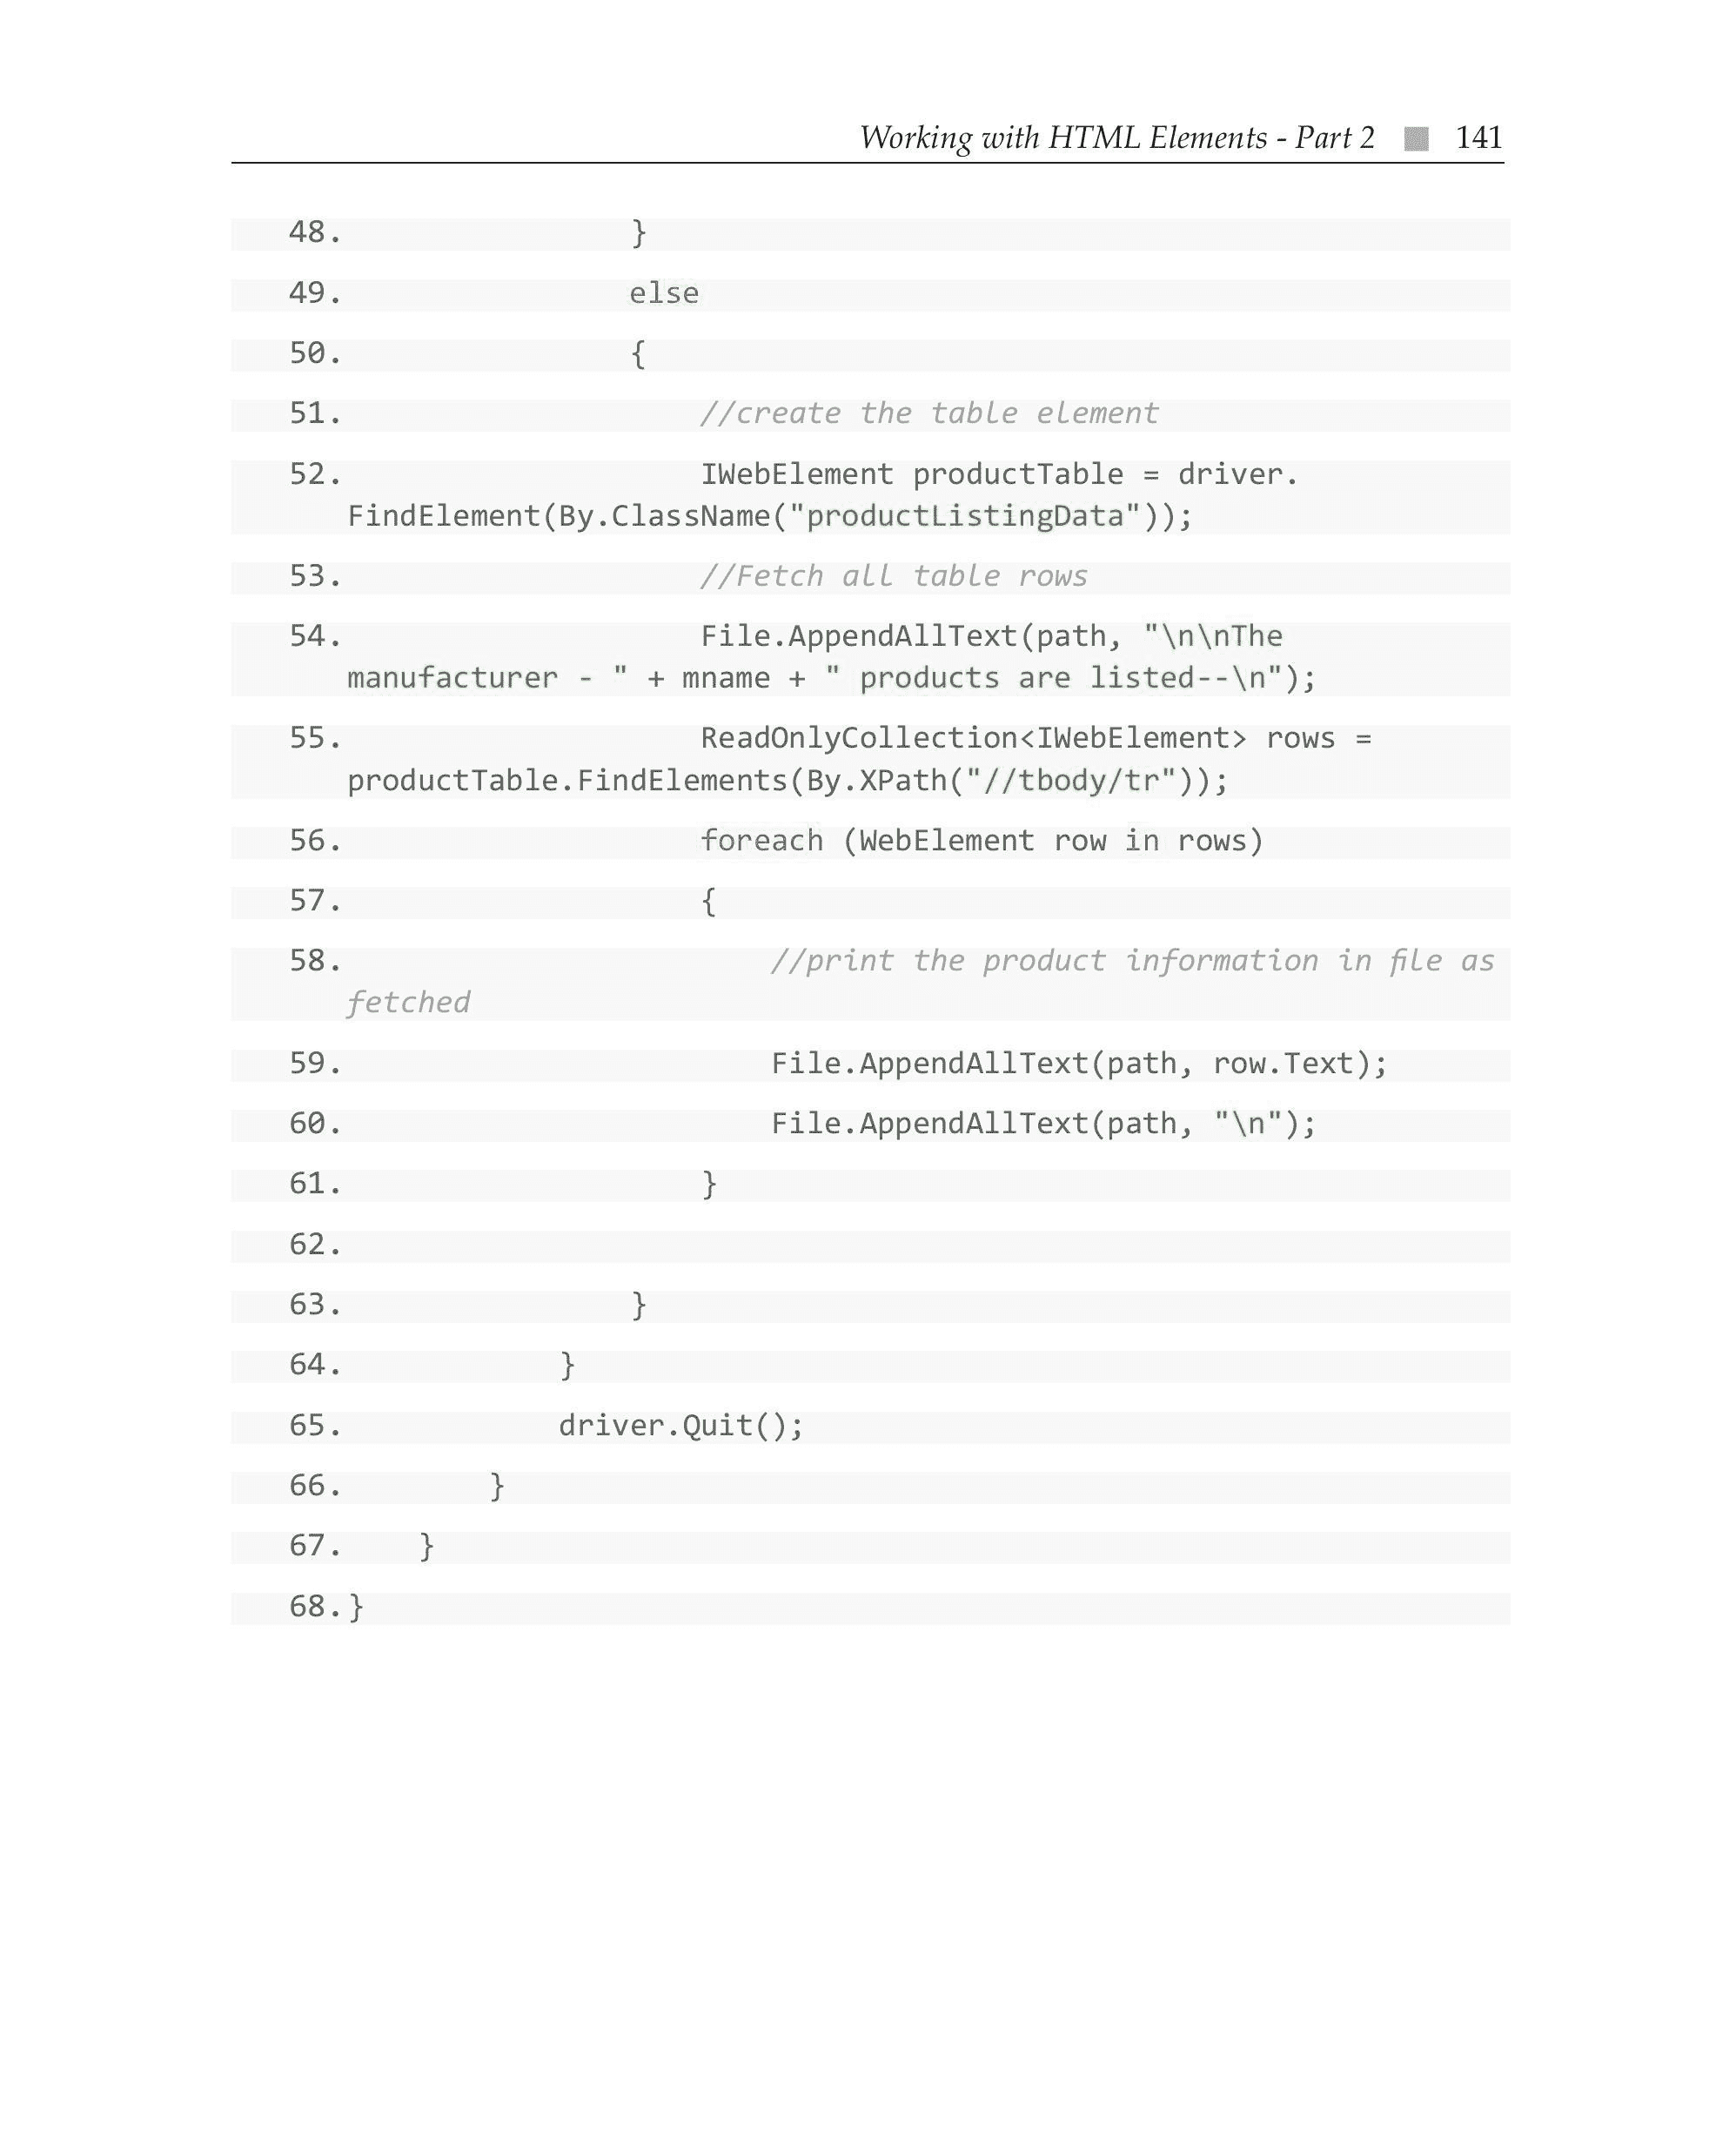 Working with HTML Elements - Part 2 ■ 141
48.                }
49.                else
50.                {
51.                    //create the table element
52.                    IWebElement productTable = driver.
FindElement(By.ClassName("productListingData"));
53.                    //Fetch all table rows
54.                    File.AppendAllText(path, "\n\nThe
manufacturer - " + mname + " products are listed--\n");
55.                    ReadOnlyCollection<IWebElement> rows =
productTable.FindElements(By.XPath("//tbody/tr"));
56.                    foreach (WebElement row in rows)
57.                    {
58.                        //print the product information in file as
fetched
59.                        File.AppendAllText(path, row.Text);
60.                        File.AppendAllText(path, "\n");
61.                    }
62.
63.                }
64.            }
65.            driver.Quit();
66.        }
67.    }
68.}